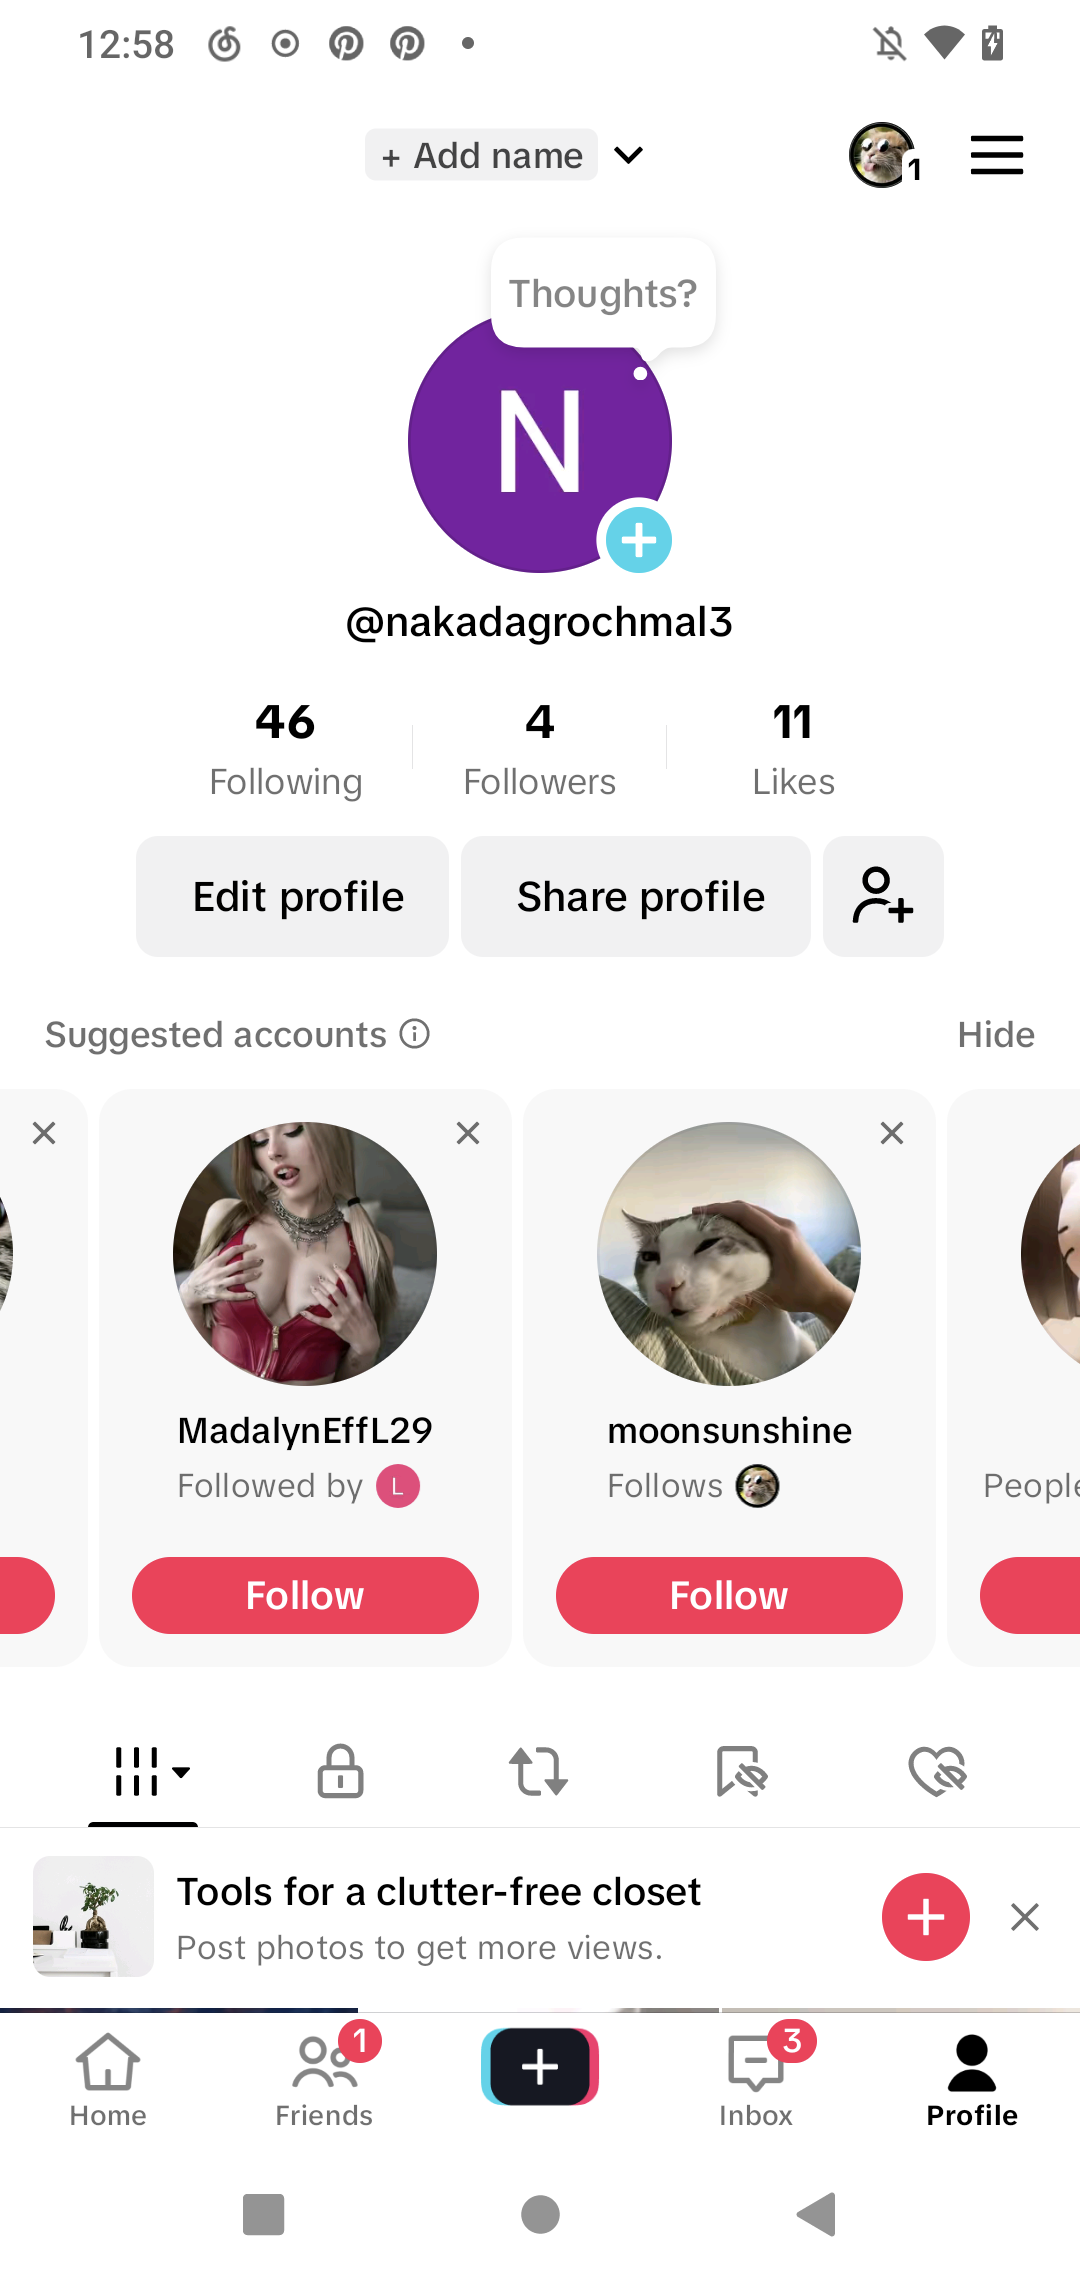 12:58
+ Add name
1
Thoughts?
N
@nakadagrochmal3
46 4 11
Following Followers Likes
Edit profile Share profile
Suggested accounts Hide
MadalynEffL29 moonsunshine
Followed by L Follows People
Follow Follow
Tools for a clutter-free closet
Post photos to get more views.
1 3
Home Friends Inbox Profile